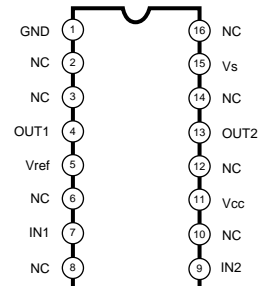 GND 1 16 NC
NC 2 15 Vs
NC 3 14 NC
OUT1 4 13 OUT2
Vref 5 12 NC
NC 6 11 Vcc
IN1 7 10 NC
NC 8 9 IN2